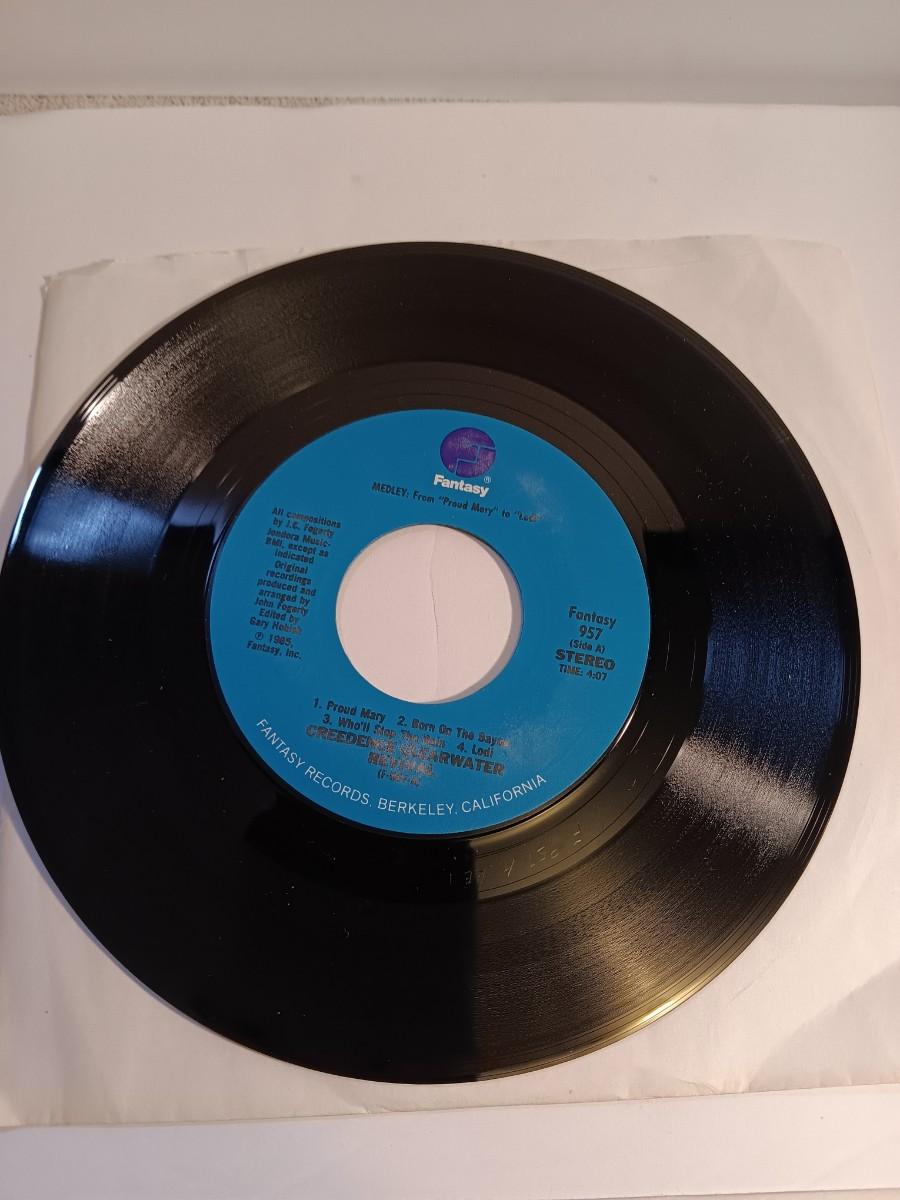 Fantasy
®
MEDLEY: From "Proud Mary" to "Lodi"
All compositions
by J.C. Fogerty
Jondora Music-
BMI, except as
indicated
Original
recordings
produced and
arranged by
John Fogerty
Edited by
Gary Hobish
℗ 1985,
Fantasy, Inc.
Fantasy
957
(Side A)
STEREO
TIME: 4:07
1. Proud Mary 2. Born On The Bayou
3. Who'll Stop The Rain 4. Lodi
CREEDENCE CLEARWATER
REVIVAL
FANTASY RECORDS, BERKELEY, CALIFORNIA